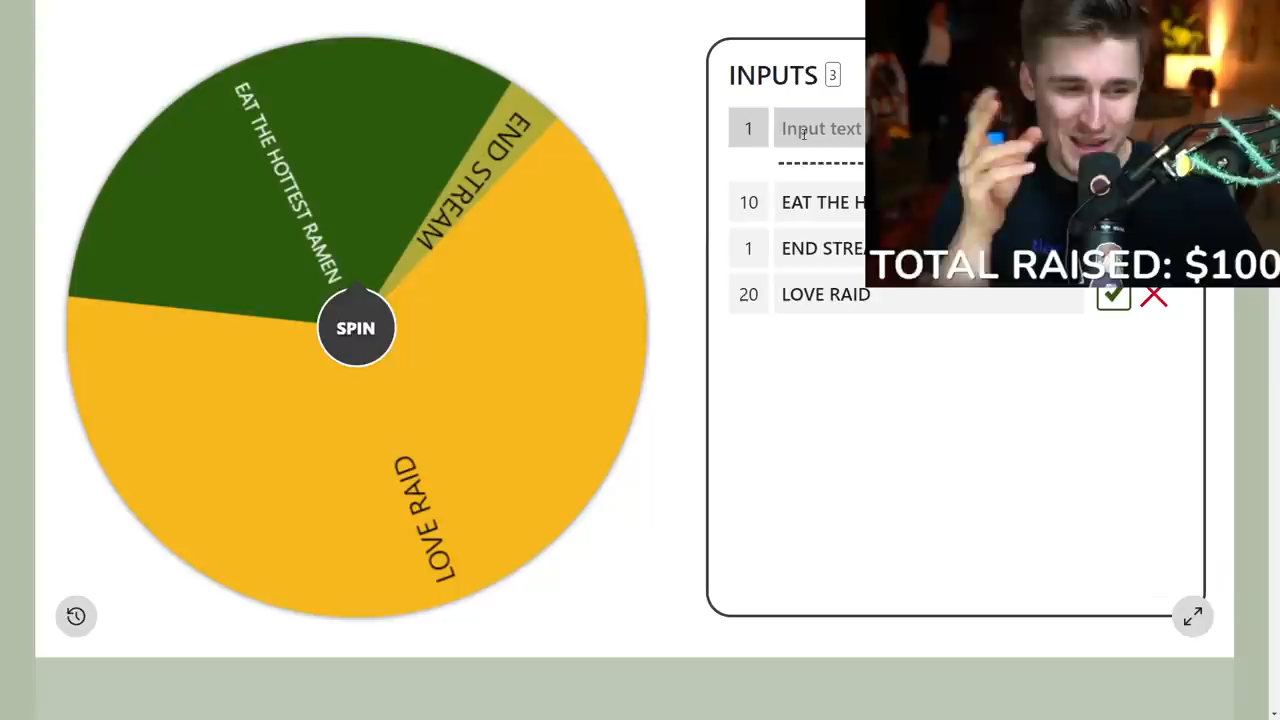 EAT THE HOTTEST RAMEN
END STREAM
SPIN
LOVE RAID
INPUTS 3
1 Input text
10 EAT THE H
1 END STREA
20 LOVE RAID
TOTAL RAISED: $100